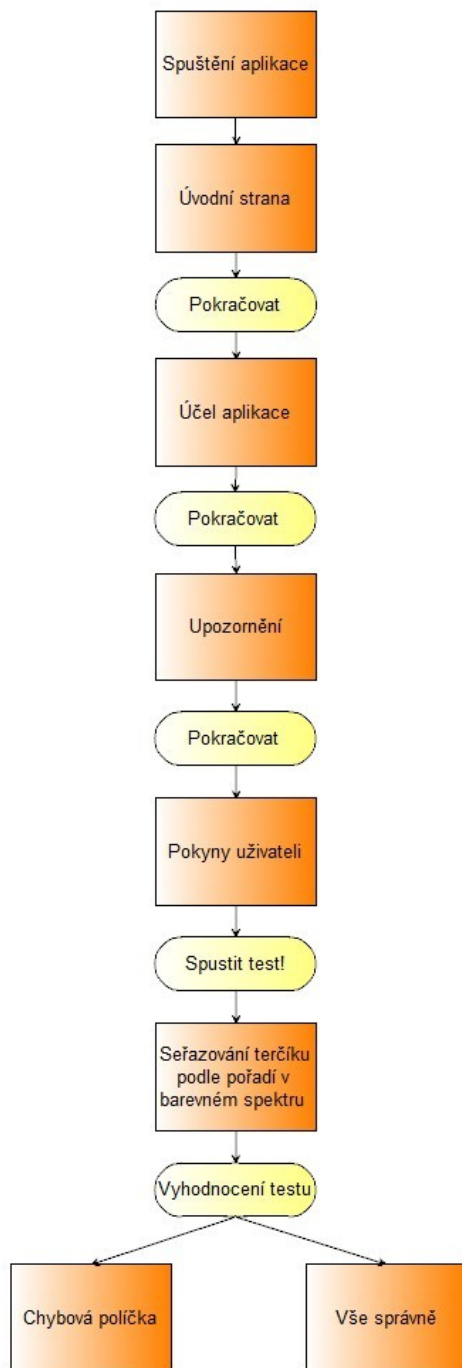 Spuštění aplikace
Úvodní strana
Pokračovat
Účel aplikace
Pokračovat
Upozornění
Pokračovat
Pokyny uživateli
Spustit test!
Seřazování terčíku
podle pořadí v
barevném spektru
Vyhodnocení testu
Chybová políčka
Vše správně